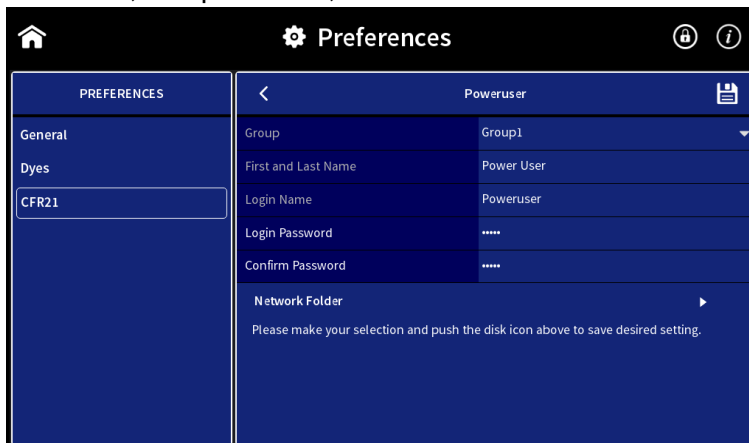 Preferences
PREFERENCES
General
Dyes
CFR21
Poweruser
Group Group1
First and Last Name Power User
Login Name Poweruser
Login Password •••••
Confirm Password •••••
Network Folder
Please make your selection and push the disk icon above to save desired setting.